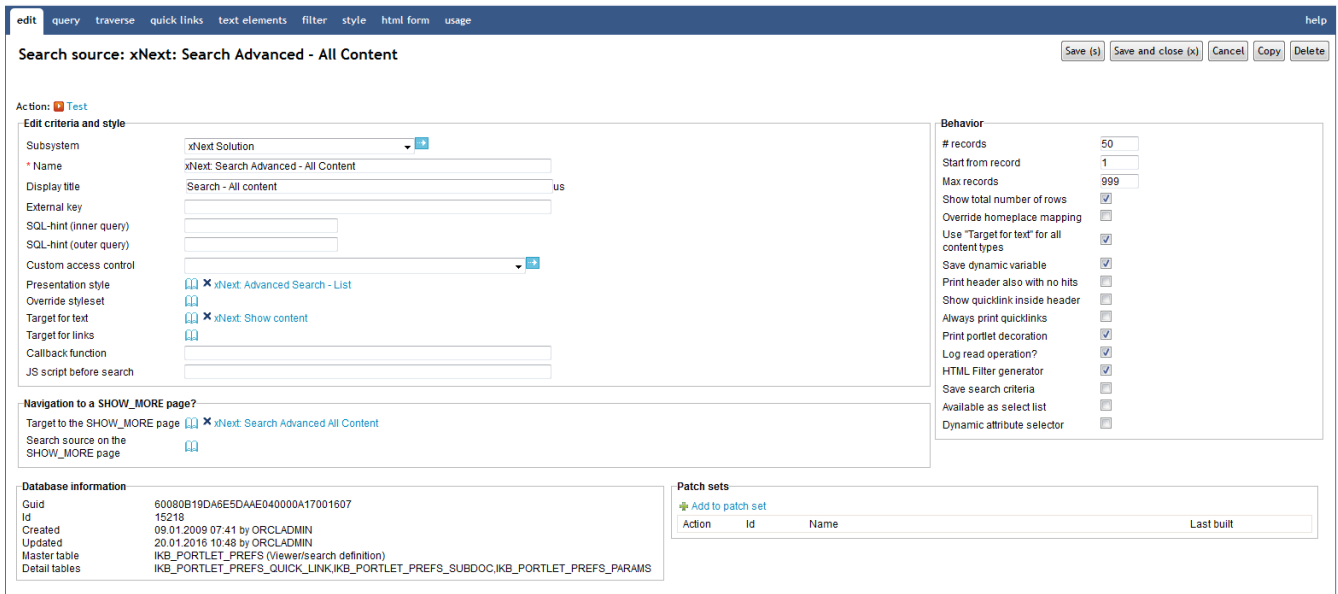 edit query traverse quick links text elements filter style html form usage help
Search source: xNext: Search Advanced - All Content
Save (s) Save and close (x) Cancel Copy Delete
Action: Test
Edit criteria and style
Subsystem xNext Solution
* Name xNext: Search Advanced - All Content
Display title Search - All content us
External key
SQL-hint (inner query)
SQL-hint (outer query)
Custom access control
Presentation style xNext: Advanced Search - List
Override styleset
Target for text xNext: Show content
Target for links
Callback function
JS script before search
Navigation to a SHOW_MORE page?
Target to the SHOW_MORE page xNext: Search Advanced All Content
Search source on the
SHOW_MORE page
Behavior
# records 50
Start from record 1
Max records 999
Show total number of rows
Override homeplace mapping
Use "Target for text" for all
content types
Save dynamic variable
Print header also with no hits
Show quicklink inside header
Always print quicklinks
Print portlet decoration
Log read operation?
HTML Filter generator
Save search criteria
Available as select list
Dynamic attribute selector
Database information
Guid 60080B19DA6E5DAAE040000A17001607
Id 15218
Created 09.01.2009 07:41 by ORCLADMIN
Updated 20.01.2016 10:48 by ORCLADMIN
Master table IKB_PORTLET_PREFS (Viewer/search definition)
Detail tables IKB_PORTLET_PREFS_QUICK_LINK,IKB_PORTLET_PREFS_SUBDOC,IKB_PORTLET_PREFS_PARAMS
Patch sets
Add to patch set
Action Id Name Last built